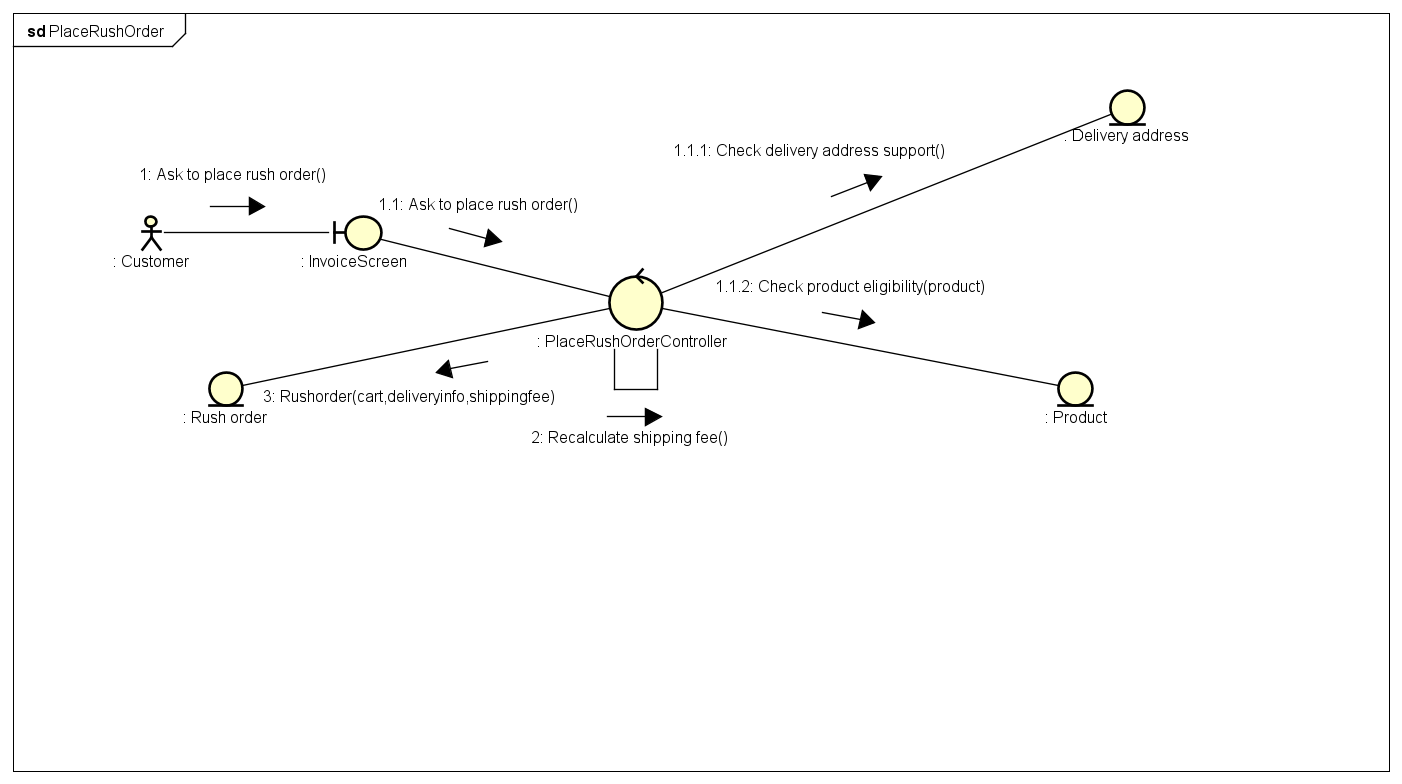 sd PlaceRushOrder
: Delivery address
1.1.1: Check delivery address support()
1: Ask to place rush order()
1.1: Ask to place rush order()
: Customer
: InvoiceScreen
1.1.2: Check product eligibility(product)
: PlaceRushOrderController
3: Rushorder(cart,deliveryinfo,shippingfee)
: Rush order
: Product
2: Recalculate shipping fee()